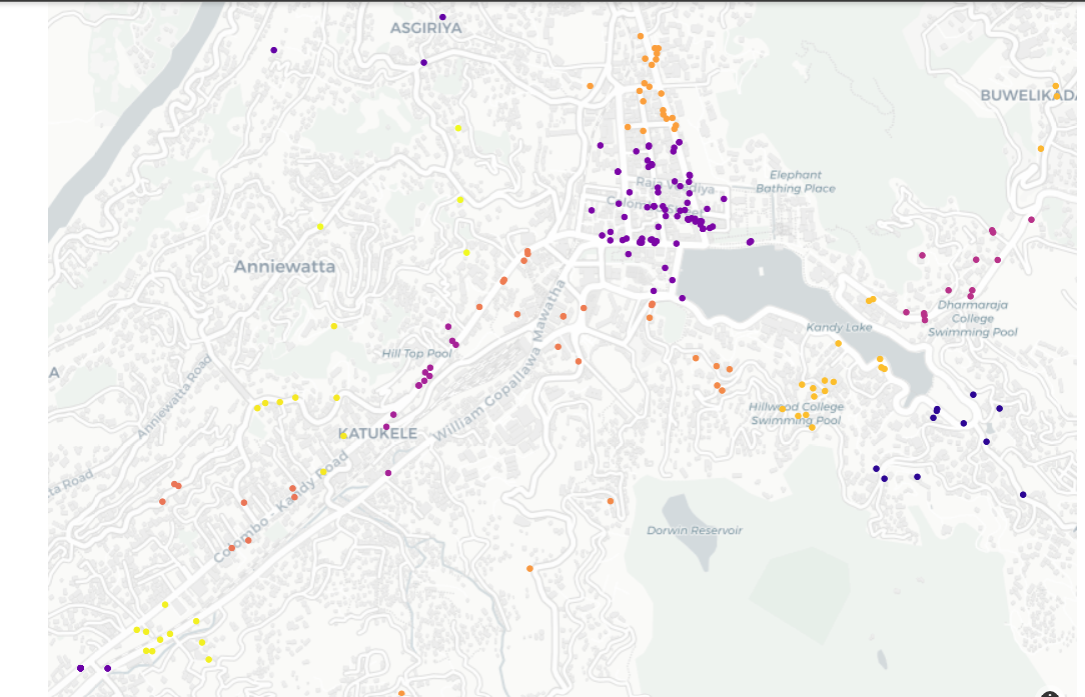 ASGIRIYA
BUWELIKADA
Elephant
Bathing Place
Anniewatta
Dharmaraja
College
Swimming Pool
Kandy Lake
Hill Top Pool
A
William Gopallawa Mawatha
Anniewatta Road
Hillwood College
Swimming Pool
KATUKELE
ta Road
Colombo - Kandy Road
Dorwin Reservoir